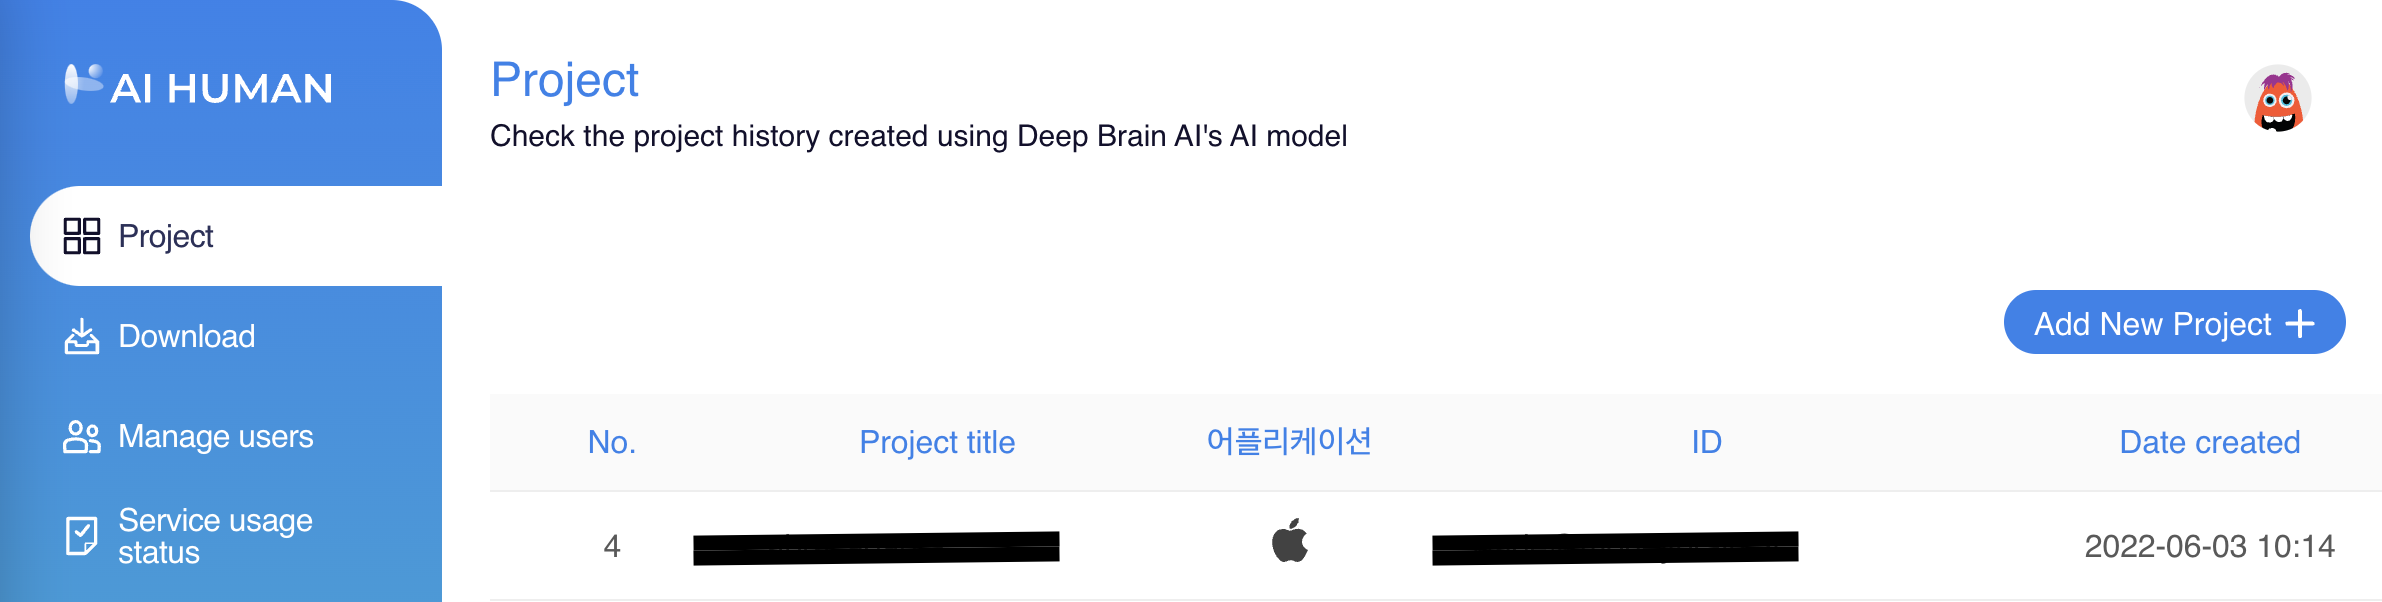 AI HUMAN
Project
Download
Manage users
Service usage
status
Project
Check the project history created using Deep Brain AI's AI model
Add New Project
No. Project title 어플리케이션 ID Date created
4 2022-06-03 10:14